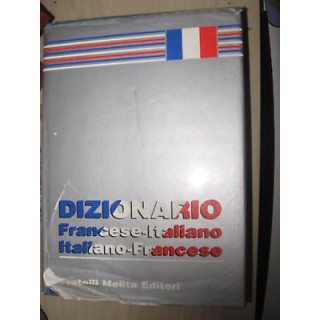 DIZIONARIO
Francese-Italiano
Italiano-Francese
Fratelli Melita Editori